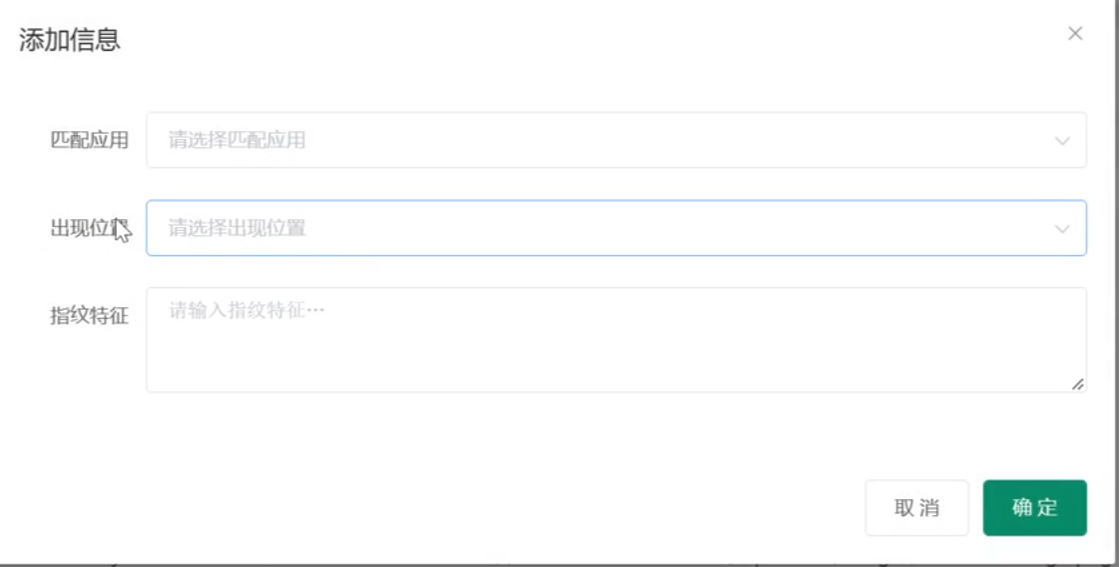 添加信息
匹配应用 请选择匹配应用
出现位置 请选择出现位置
指纹特征 请输入指纹特征…
取消 确定